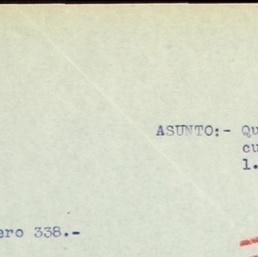 ASUNTO:- Qu
cu
1.
ero 338.-